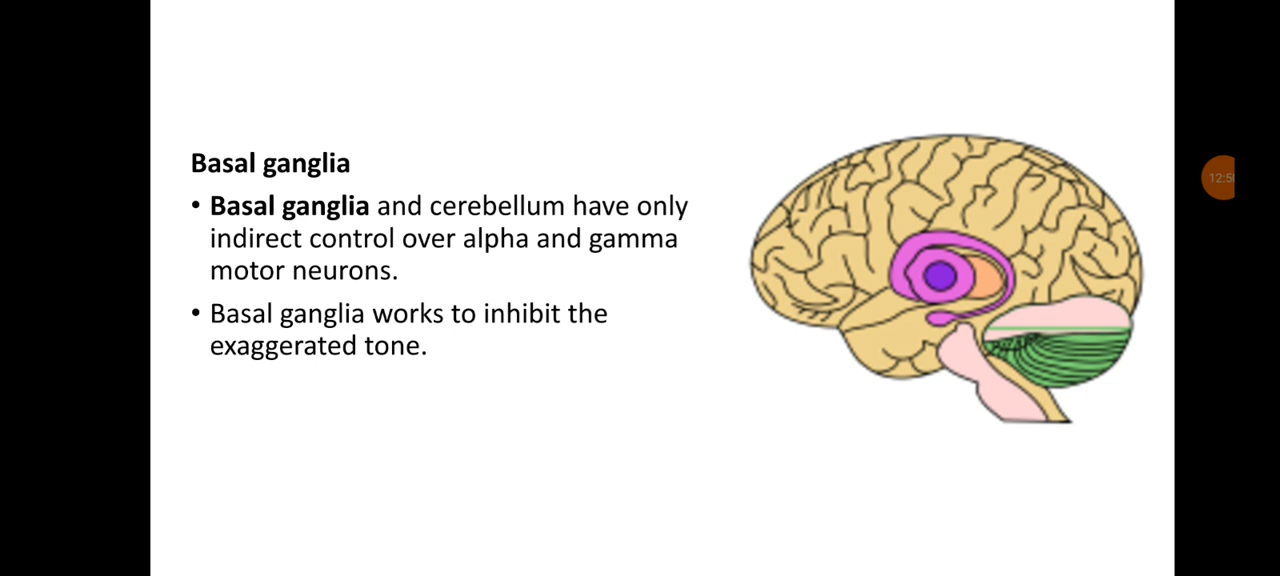 Basal ganglia
• Basal ganglia and cerebellum have only
indirect control over alpha and gamma
motor neurons.
• Basal ganglia works to inhibit the
exaggerated tone.